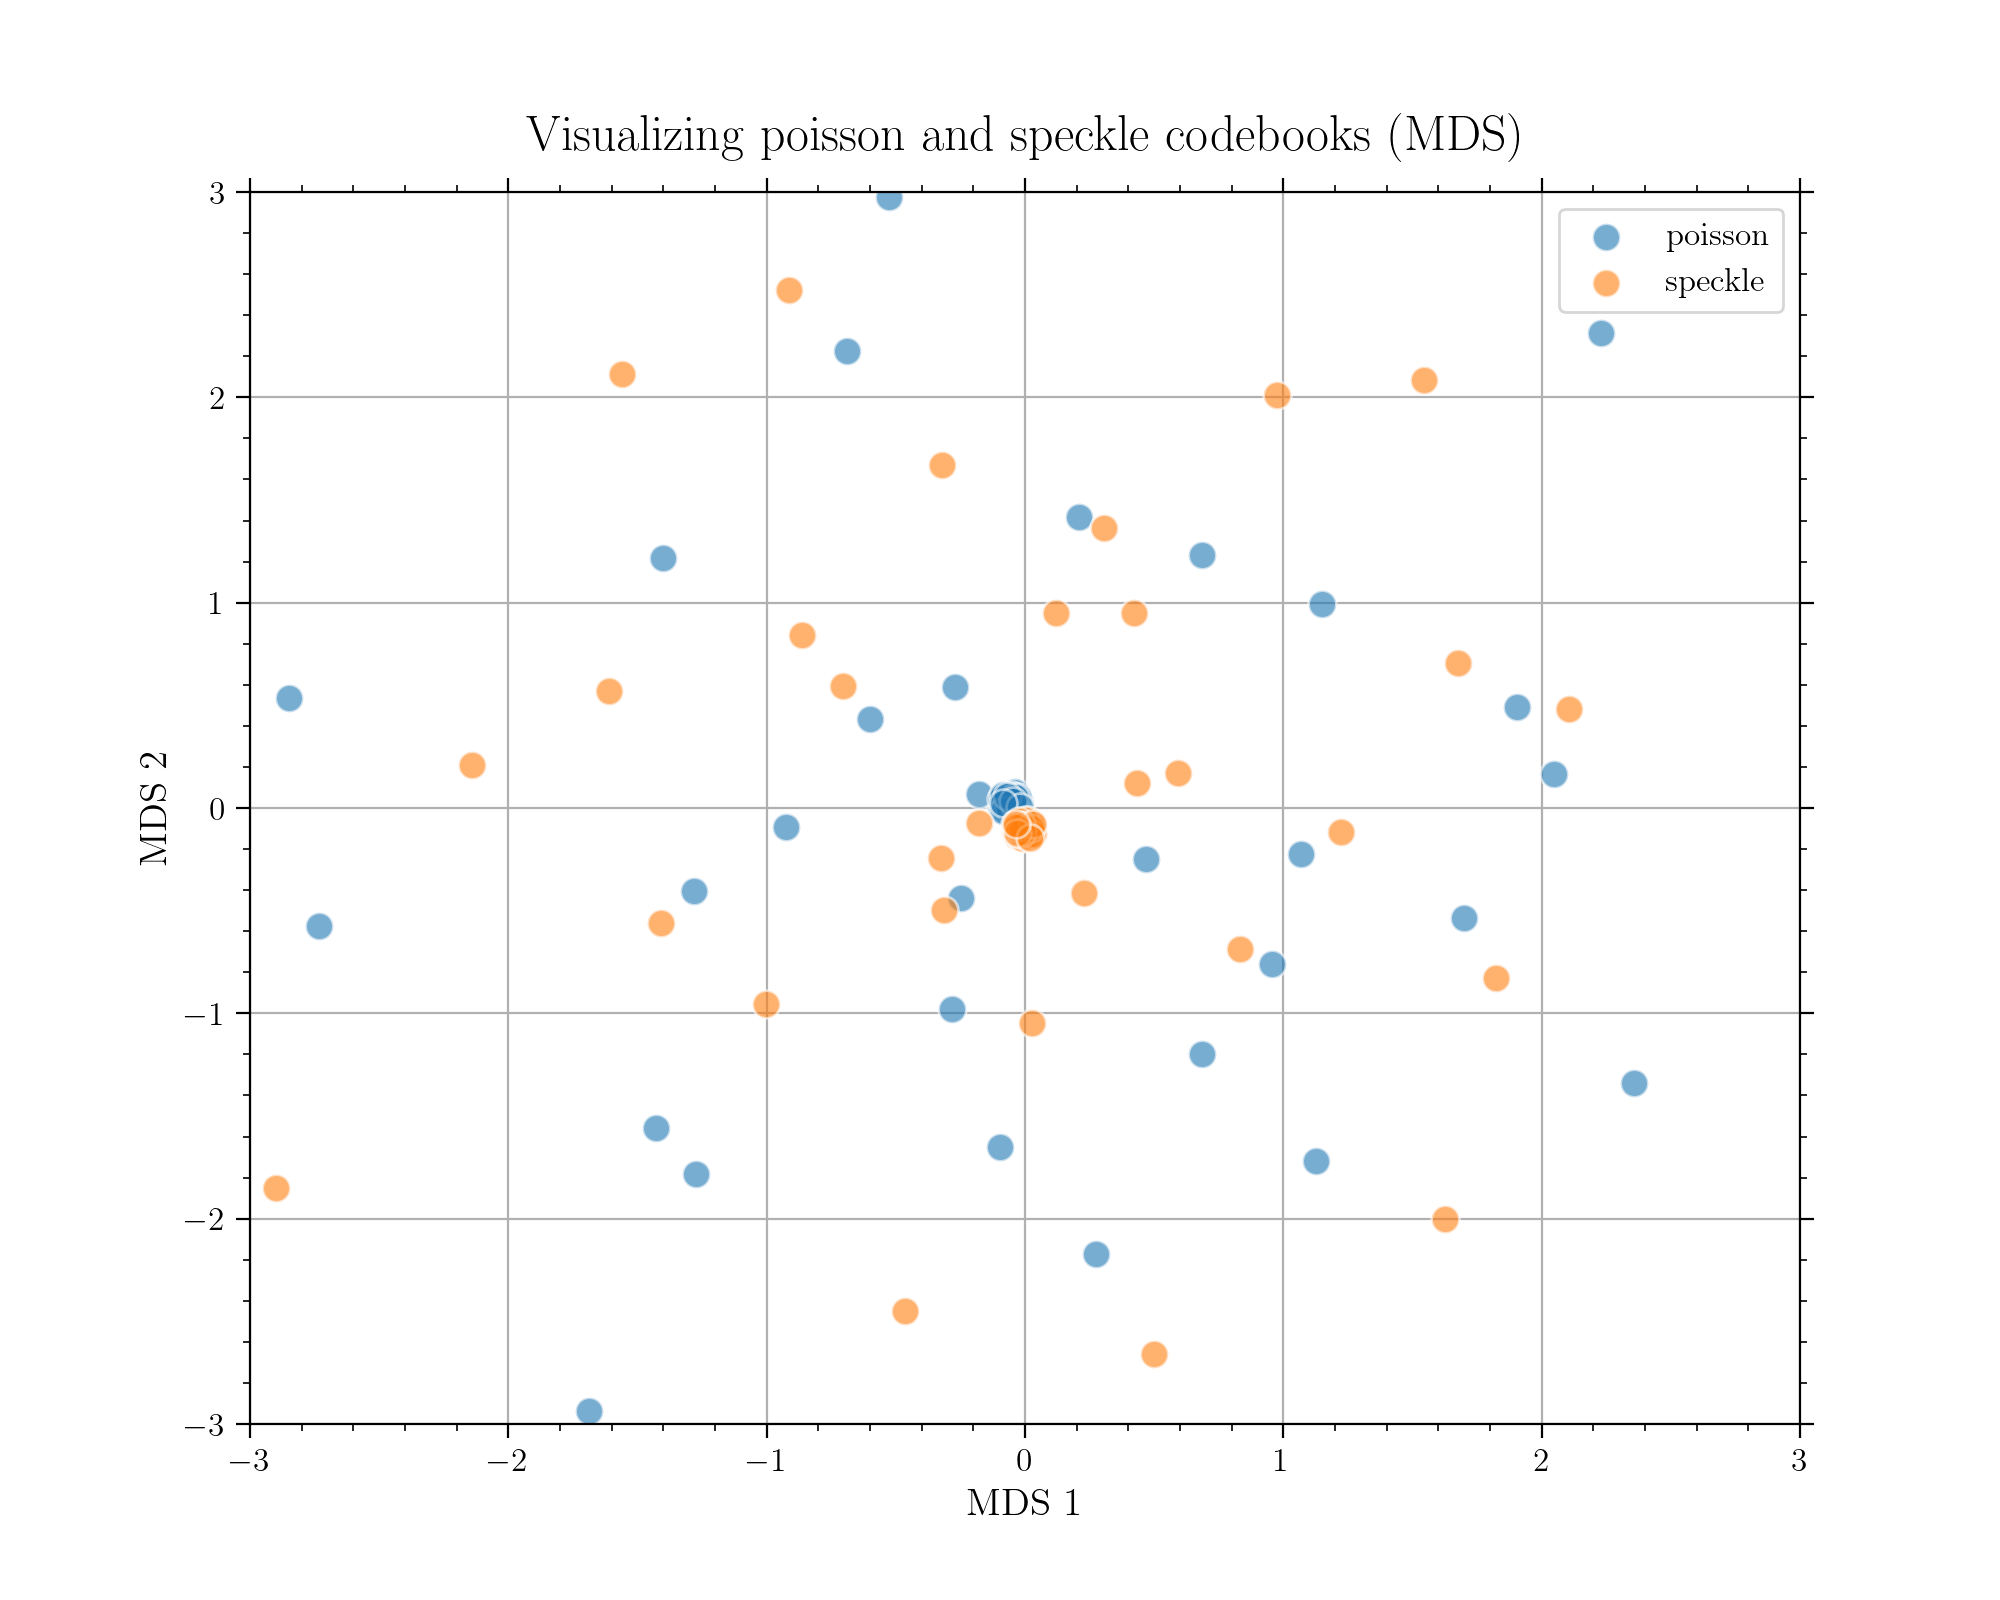 Visualizing poisson and speckle codebooks (MDS)
poisson
speckle
3
2
1
0
−1
−2
−3
MDS 2
−3
−2
−1
0
1
2
3
MDS 1